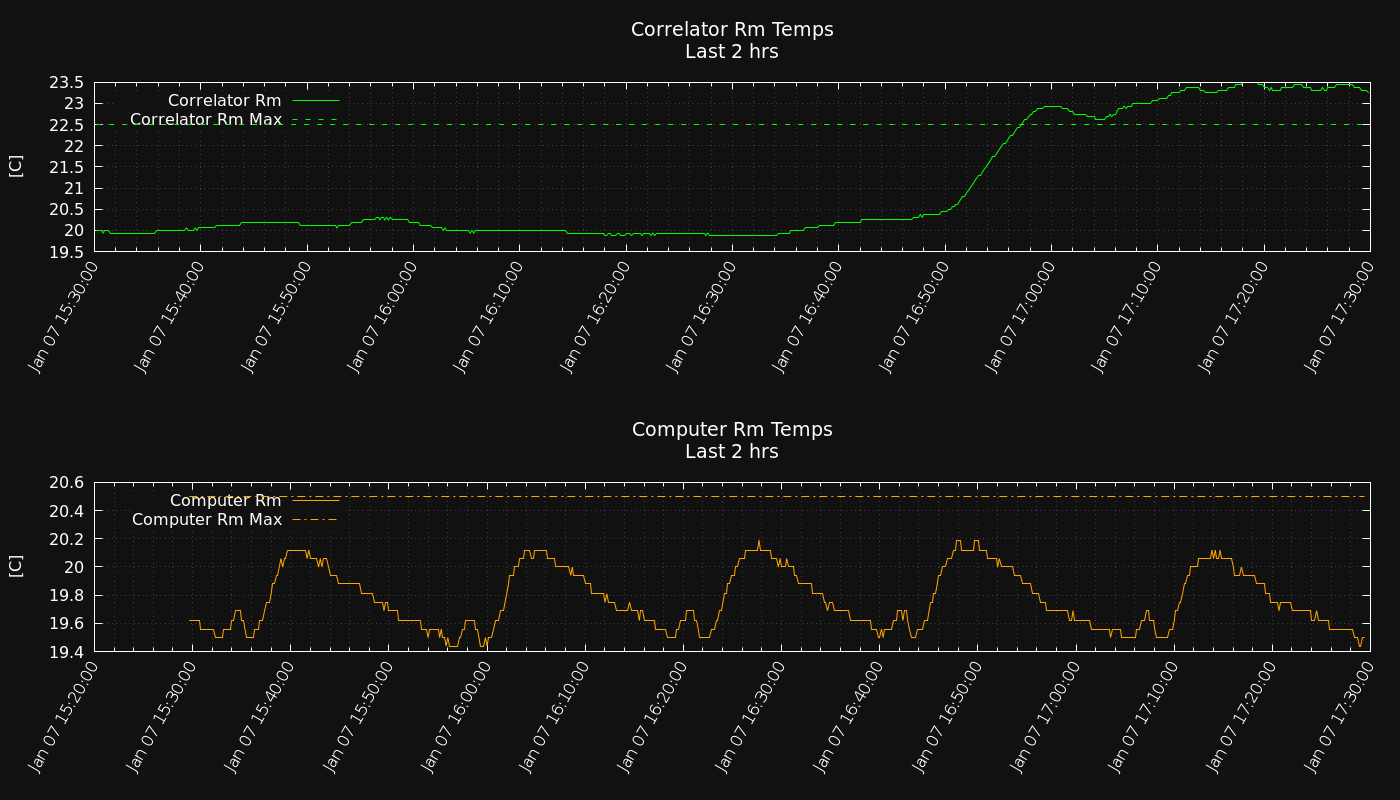 Correlator Rm Temps
Last 2 hrs
23.5
23
22.5
22
21.5
21
20.5
20
19.5
[C]
Correlator Rm
Correlator Rm Max
Jan 07 15:30:00
Jan 07 15:40:00
Jan 07 15:50:00
Jan 07 16:00:00
Jan 07 16:10:00
Jan 07 16:20:00
Jan 07 16:30:00
Jan 07 16:40:00
Jan 07 16:50:00
Jan 07 17:00:00
Jan 07 17:10:00
Jan 07 17:20:00
Jan 07 17:30:00
Computer Rm Temps
Last 2 hrs
20.6
20.4
20.2
20
19.8
19.6
19.4
[C]
Computer Rm
Computer Rm Max
Jan 07 15:20:00
Jan 07 15:30:00
Jan 07 15:40:00
Jan 07 15:50:00
Jan 07 16:00:00
Jan 07 16:10:00
Jan 07 16:20:00
Jan 07 16:30:00
Jan 07 16:40:00
Jan 07 16:50:00
Jan 07 17:00:00
Jan 07 17:10:00
Jan 07 17:20:00
Jan 07 17:30:00